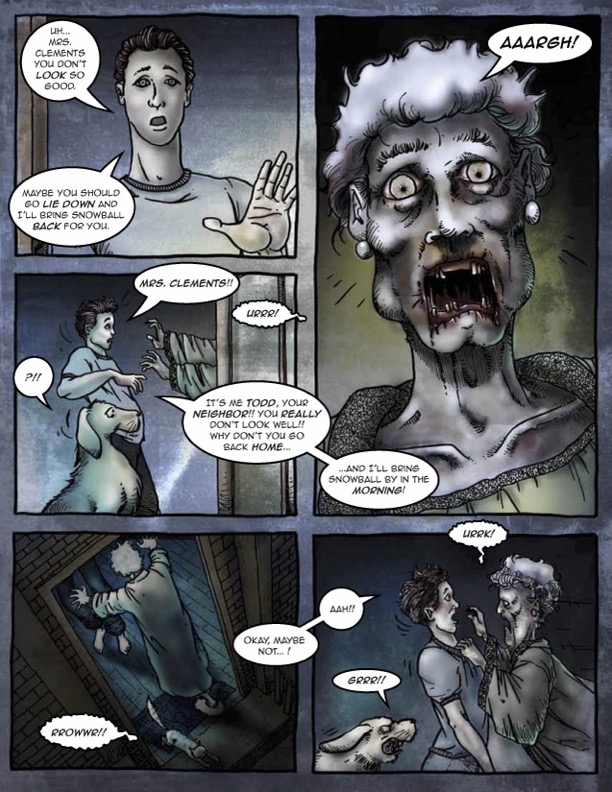 UH...
MRS.
CLEMENTS
YOU DON'T
LOOK SO
GOOD.
MAYBE YOU SHOULD
GO LIE DOWN AND
I'LL BRING SNOWBALL
BACK FOR YOU.
AAARGH!
MRS. CLEMENTS!!
URRR!
?!!
IT'S ME TODD, YOUR
NEIGHBOR!! YOU REALLY
DON'T LOOK WELL!!
WHY DON'T YOU GO
BACK HOME...
...AND I'LL BRING
SNOWBALL BY IN THE
MORNING!
RROWWR!!
URRK!
AAH!!
OKAY, MAYBE
NOT... !
GRRR!!